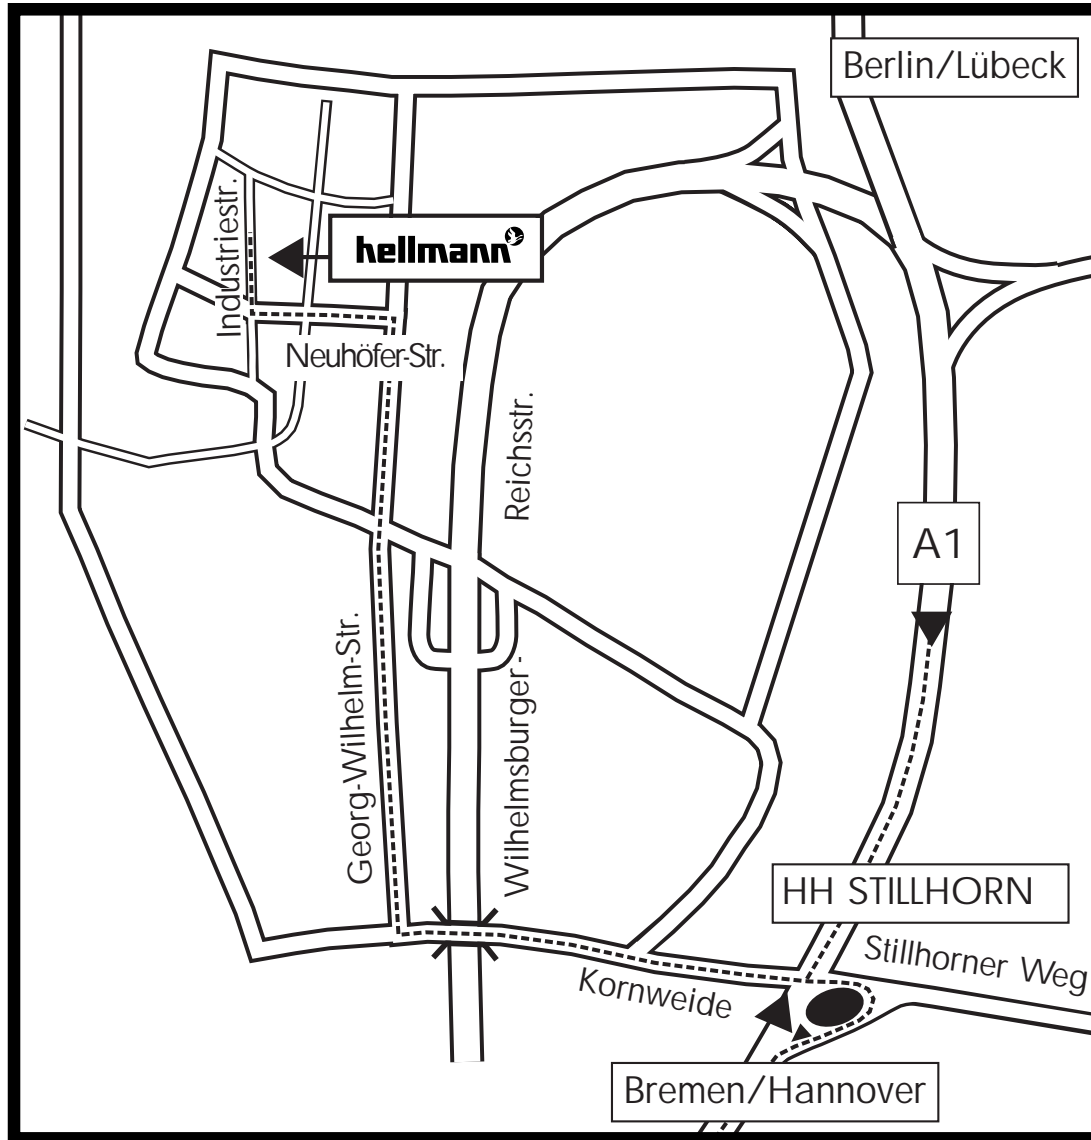 Berlin/Lübeck
Industriestr.
hellmann
Neuhöfer-Str.
Reichsstr.
A1
Georg-Wilhelm-Str.
Wilhelmsburger-
HH STILLHORN
Stillhorner Weg
Kornweide
Bremen/Hannover